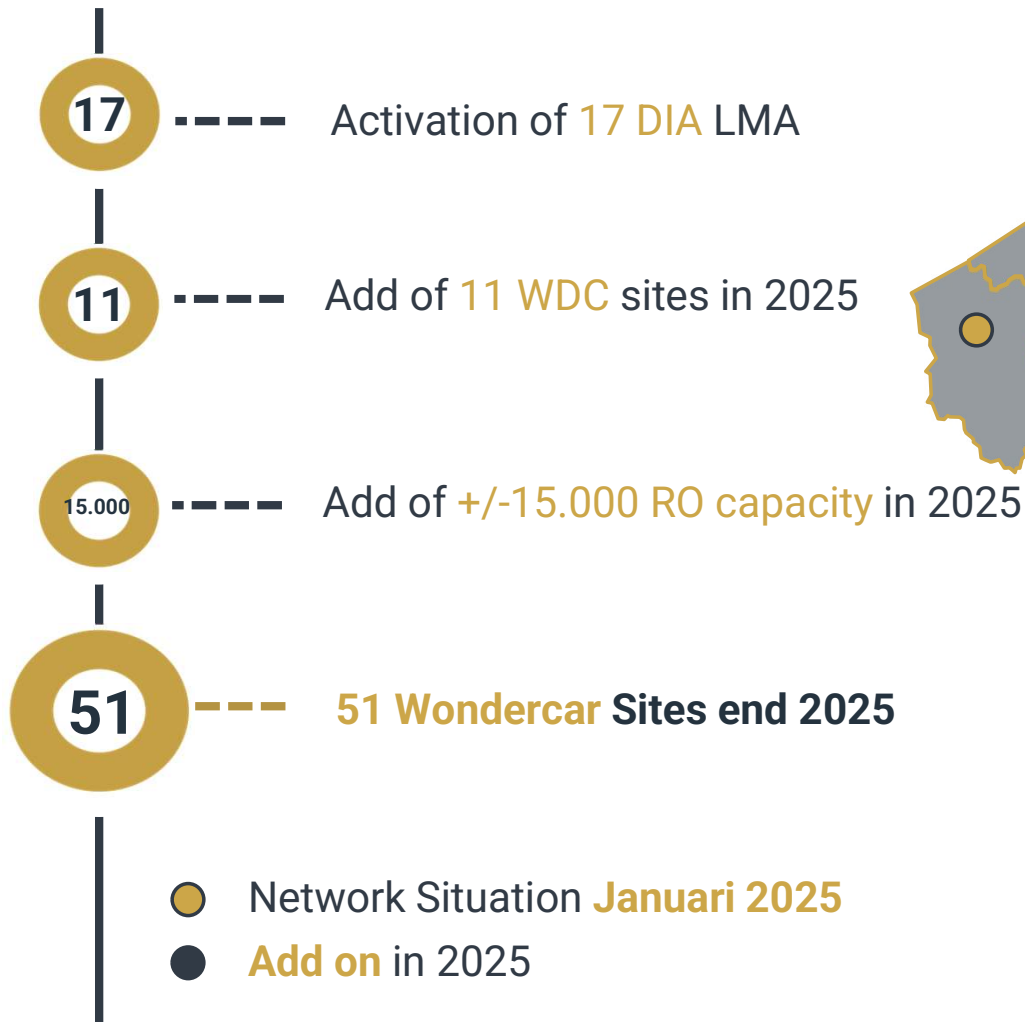 17
Activation of 17 DIA LMA
11
Add of 11 WDC sites in 2025
15.000
Add of +/-15.000 RO capacity in 2025
51
51 Wondercar Sites end 2025
Network Situation Januari 2025
Add on in 2025